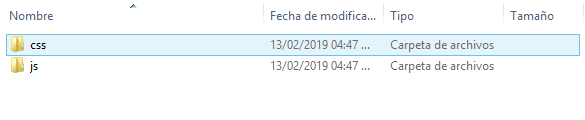 Nombre Fecha de modifica... Tipo Tamaño
css 13/02/2019 04:47 ... Carpeta de archivos
js 13/02/2019 04:47 ... Carpeta de archivos